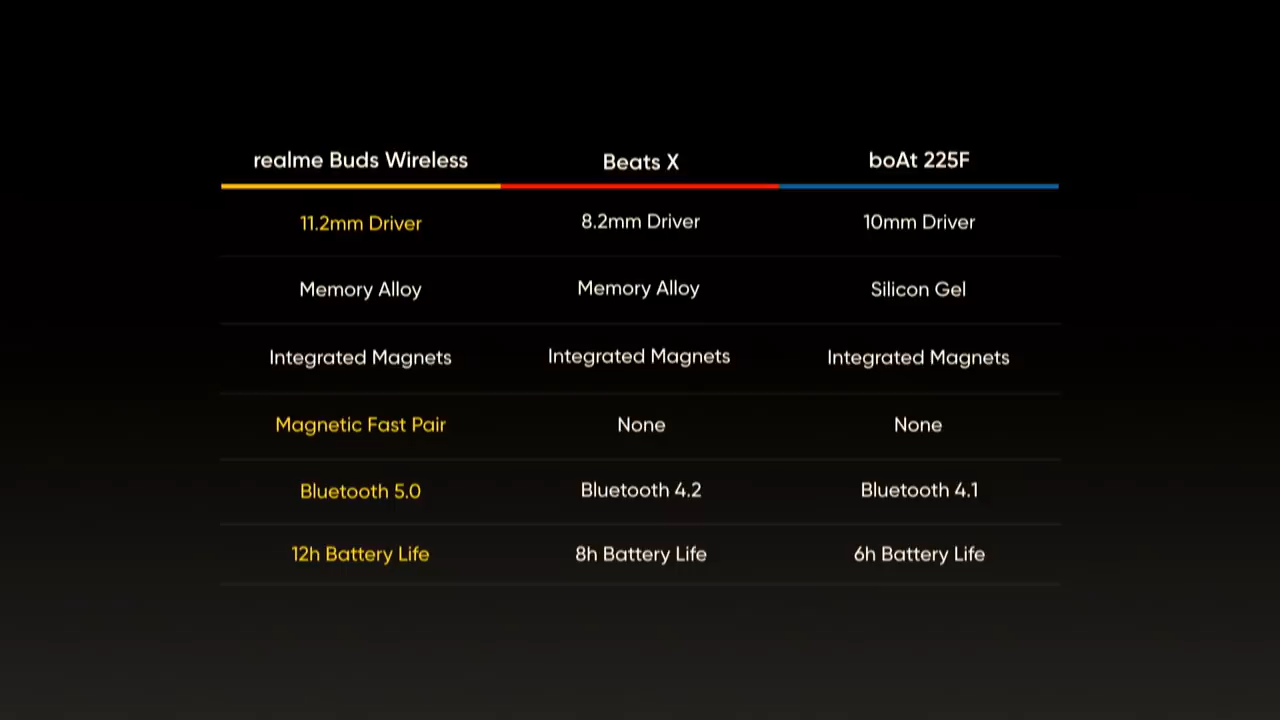 realme Buds Wireless Beats X boAt 225F
11.2mm Driver 8.2mm Driver 10mm Driver
Memory Alloy Memory Alloy Silicon Gel
Integrated Magnets Integrated Magnets Integrated Magnets
Magnetic Fast Pair None None
Bluetooth 5.0 Bluetooth 4.2 Bluetooth 4.1
12h Battery Life 8h Battery Life 6h Battery Life